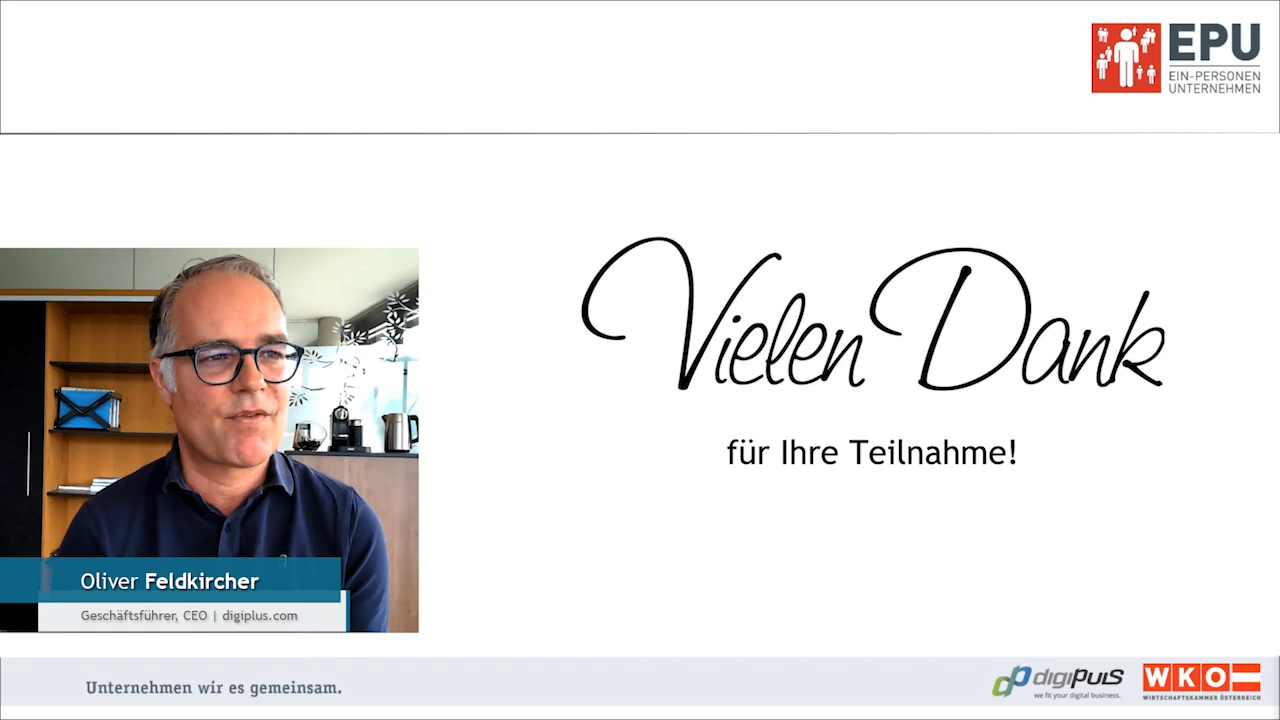 EPU
EIN-PERSONEN
UNTERNEHMEN
Vielen Dank
für Ihre Teilnahme!
Oliver Feldkircher
Geschäftsführer, CEO | digiplus.com
Unternehmen wir es gemeinsam.
digiPULS
we fit your digital business.
WKO
WIRTSCHAFTSKAMMER ÖSTERREICH